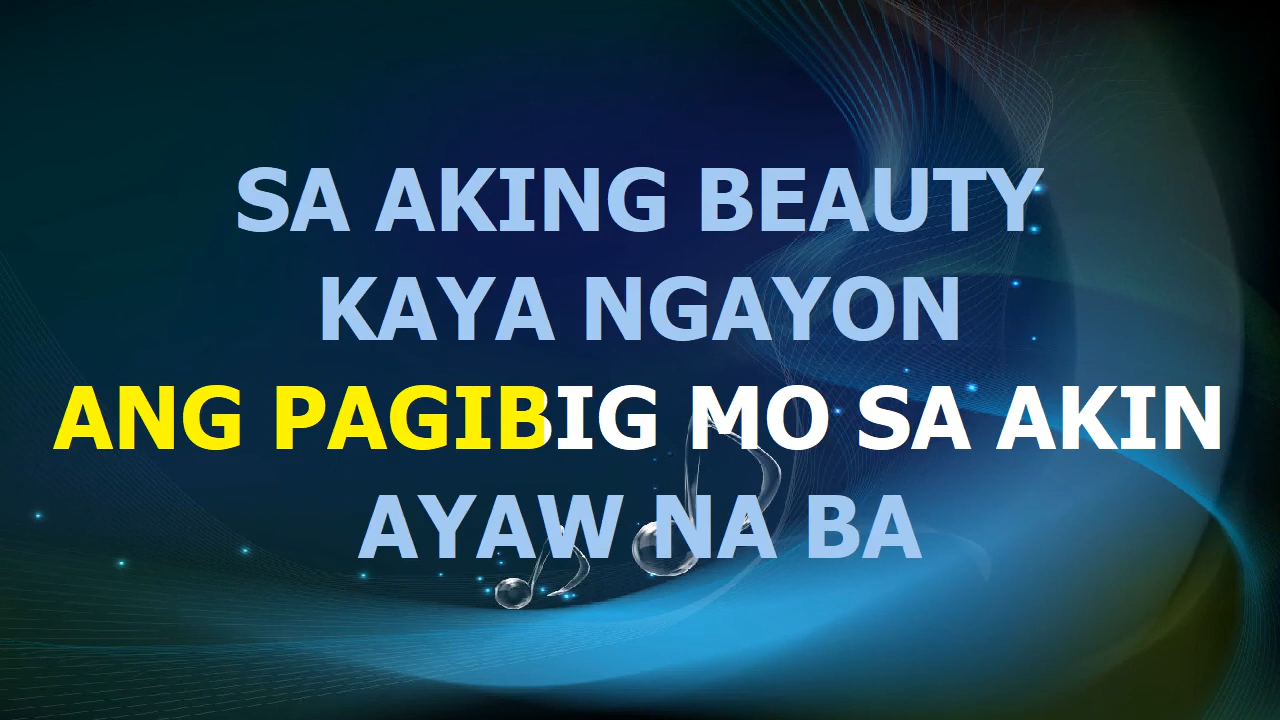 SA AKING BEAUTY
KAYA NGAYON
ANG PAGIBIG MO SA AKIN
AYAW NA BA